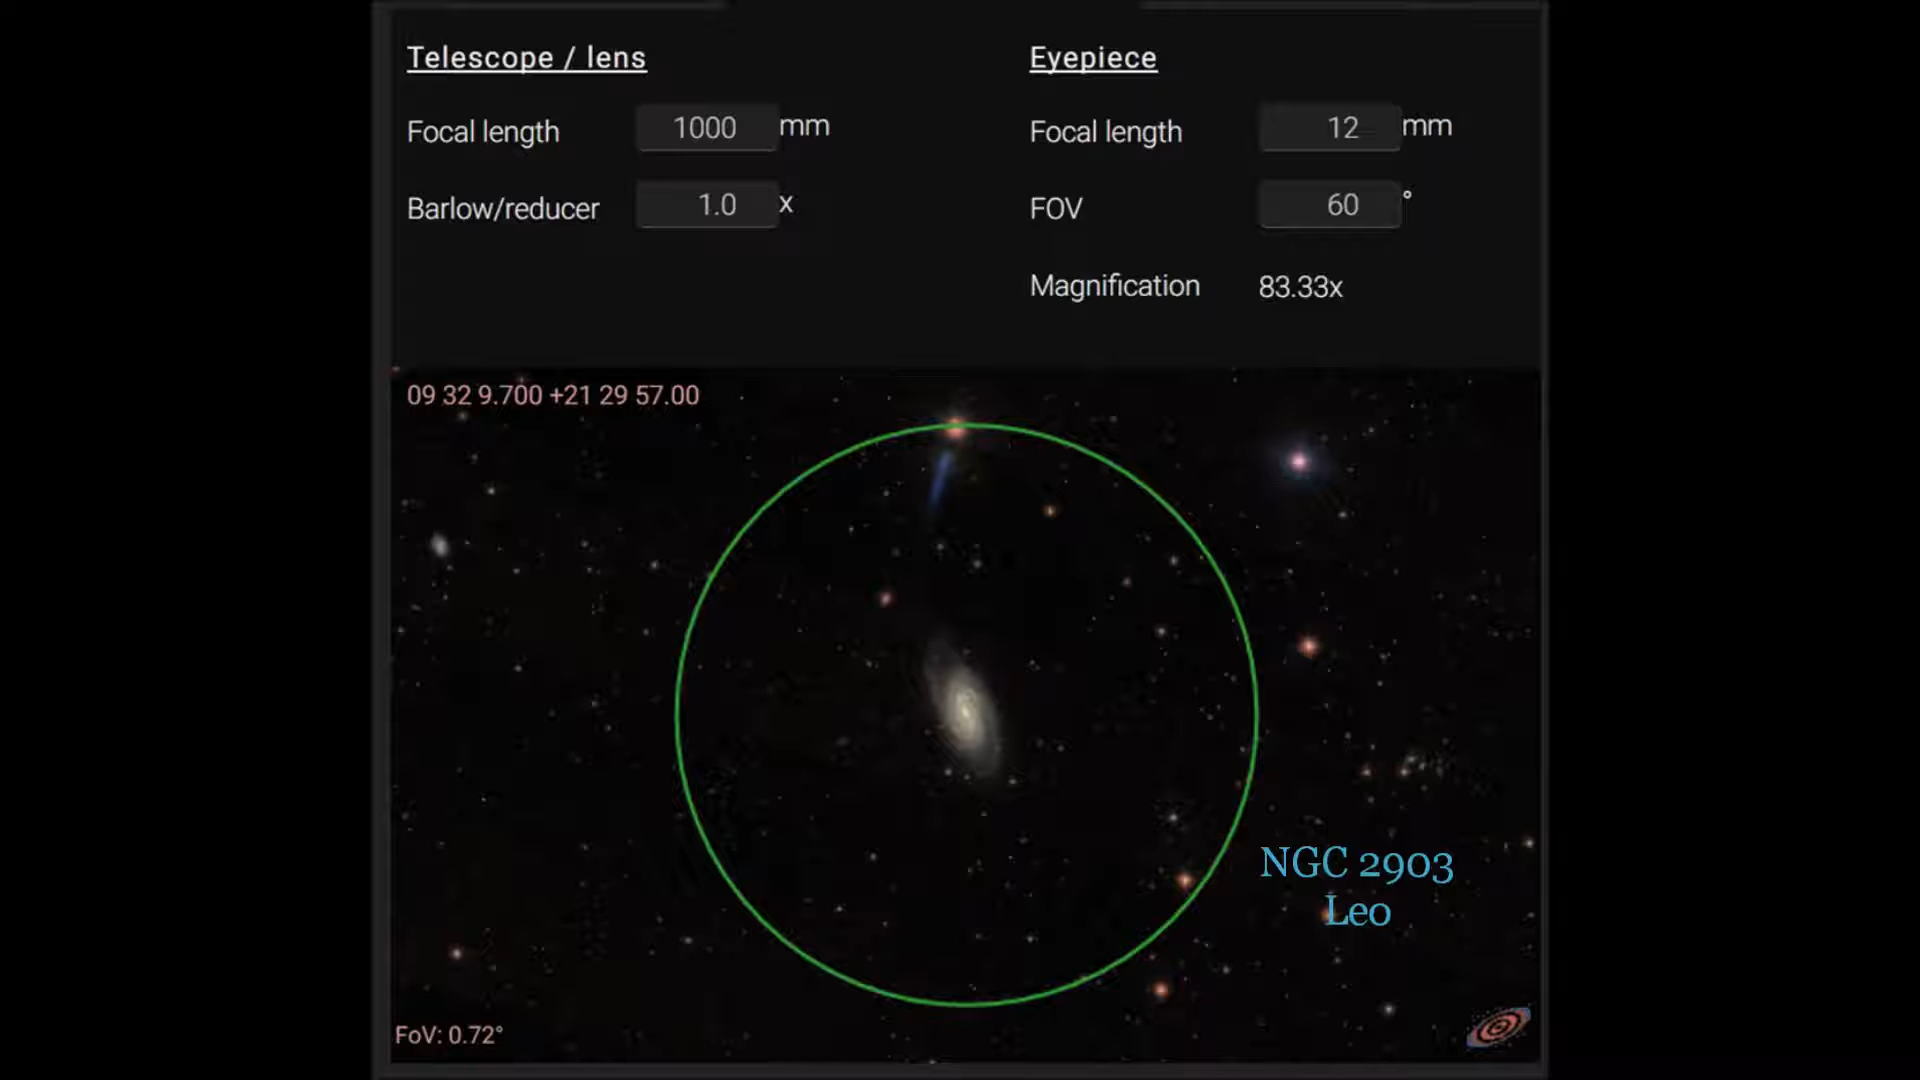 Telescope / lens
Focal length 1000 mm
Barlow/reducer 1.0 x
Eyepiece
Focal length 12 mm
FOV 60 °
Magnification 83.33x
09 32 9.700 +21 29 57.00
NGC 2903
Leo
FoV: 0.72°